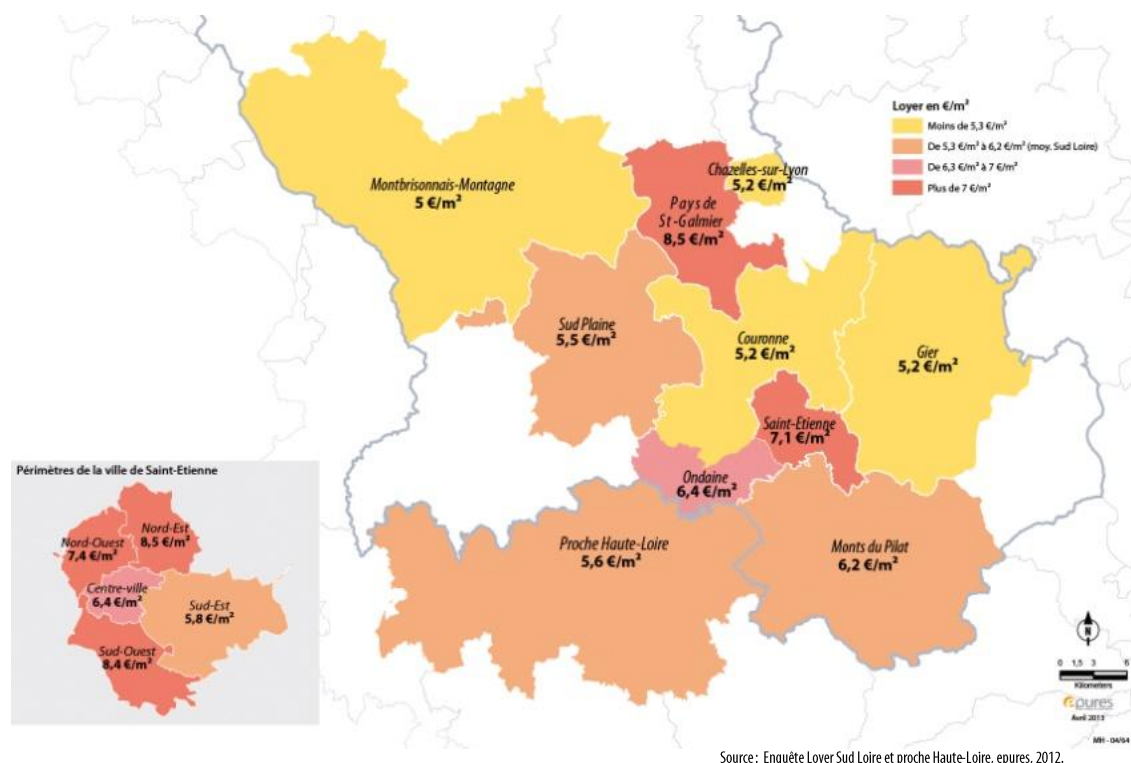 Loyer en €/m²
Moins de 5,3 €/m²
De 5,3 €/m² à 6,2 €/m² (moy. Sud Loire)
De 6,3 €/m² à 7 €/m²
Plus de 7 €/m²
Montbrisonnais-Montagne
5 €/m²
Chazelles-sur-Lyon
5,2 €/m²
Pays de
St-Galmier
8,5 €/m²
Sud Plaine
5,5 €/m²
Couronne
5,2 €/m²
Gier
5,2 €/m²
Saint-Etienne
7,1 €/m²
Ondaine
6,4 €/m²
Proche Haute-Loire
5,6 €/m²
Monts du Pilat
6,2 €/m²
Périmètres de la ville de Saint-Etienne
Nord-Est
8,5 €/m²
Nord-Ouest
7,4 €/m²
Centre-ville
6,4 €/m²
Sud-Est
5,8 €/m²
Sud-Ouest
8,4 €/m²
N
0 1,5 3 6
Kilometers
epures
Avril 2013
MH - 04/64
Source : Enquête Loyer Sud Loire et proche Haute-Loire, epures, 2012.